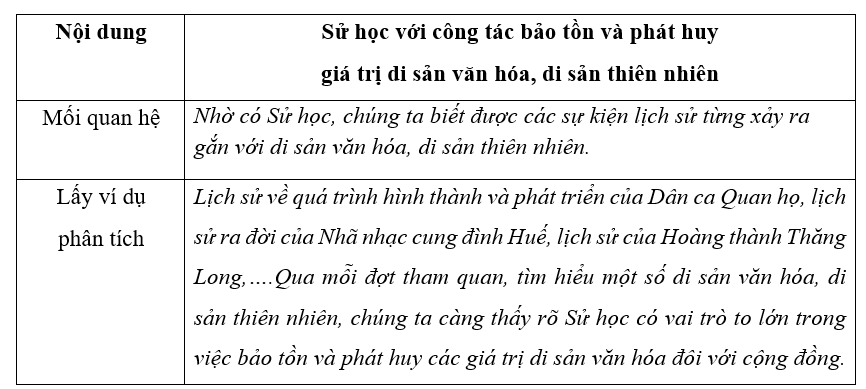 Nội dung
Sử học với công tác bảo tồn và phát huy
giá trị di sản văn hóa, di sản thiên nhiên
Mối quan hệ
Nhờ có Sử học, chúng ta biết được các sự kiện lịch sử từng xảy ra
gắn với di sản văn hóa, di sản thiên nhiên.
Lấy ví dụ
phân tích
Lịch sử về quá trình hình thành và phát triển của Dân ca Quan họ, lịch
sử ra đời của Nhã nhạc cung đình Huế, lịch sử của Hoàng thành Thăng
Long,….Qua mỗi đợt tham quan, tìm hiểu một số di sản văn hóa, di
sản thiên nhiên, chúng ta càng thấy rõ Sử học có vai trò to lớn trong
việc bảo tồn và phát huy các giá trị di sản văn hóa đôi với cộng đồng.